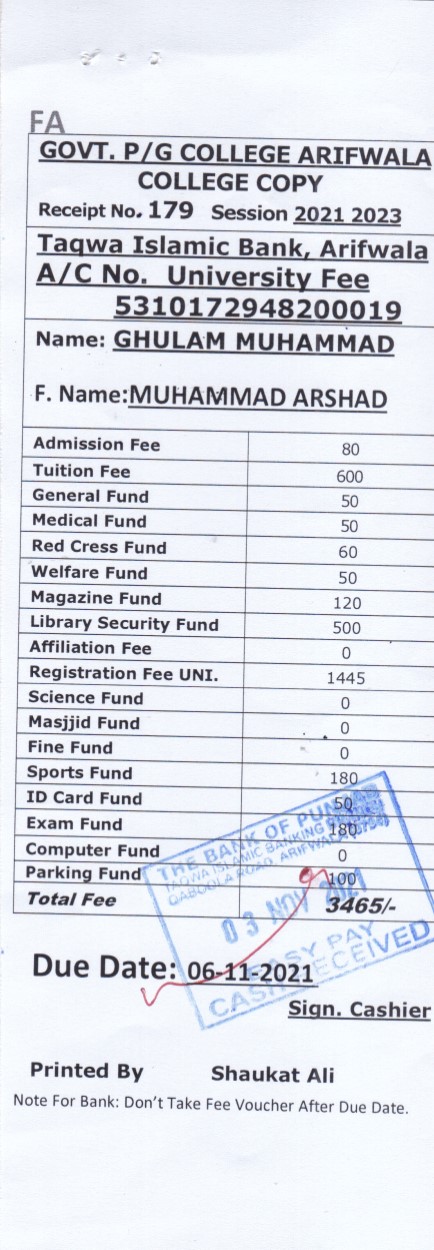 FA
GOVT. P/G COLLEGE ARIFWALA
COLLEGE COPY
Receipt No. 179 Session 2021 2023
Taqwa Islamic Bank, Arifwala
A/C No. University Fee
5310172948200019
Name: GHULAM MUHAMMAD
F. Name:MUHAMMAD ARSHAD
Admission Fee 80
Tuition Fee 600
General Fund 50
Medical Fund 50
Red Cress Fund 60
Welfare Fund 50
Magazine Fund 120
Library Security Fund 500
Affiliation Fee 0
Registration Fee UNI. 1445
Science Fund 0
Masjjid Fund 0
Fine Fund 0
Sports Fund 180
ID Card Fund 50
Exam Fund 180
Computer Fund 0
Parking Fund 100
Total Fee 3465/-
THE BANK OF PUNJAB
TAQWA ISLAMIC BANKING
QABOOLA ROAD, ARIFWALA
03 NOV 2021
EASY PAY
CASH RECEIVED
Due Date: 06-11-2021
Sign. Cashier
Printed By Shaukat Ali
Note For Bank: Don't Take Fee Voucher After Due Date.